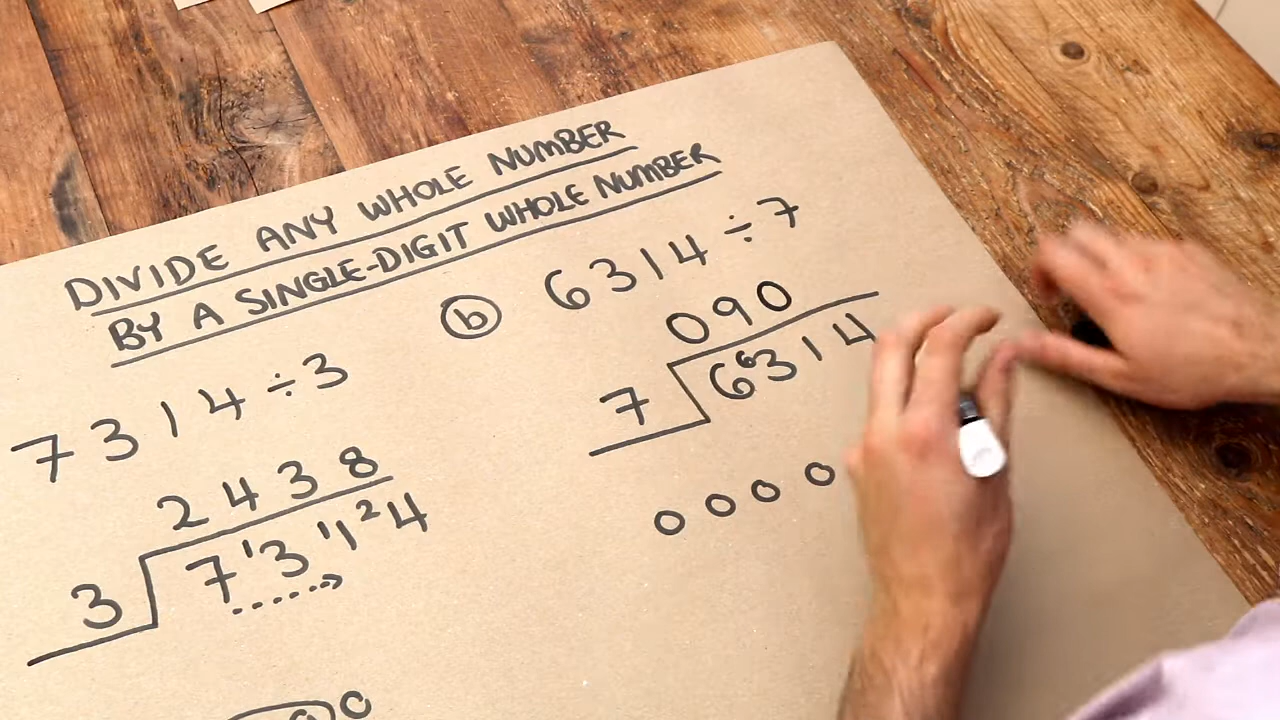 DIVIDE ANY WHOLE NUMBER
BY A SINGLE-DIGIT WHOLE NUMBER
7314÷3
2438
3 7¹3¹1²4
b 6314÷7
090
7 6⁶314
0000